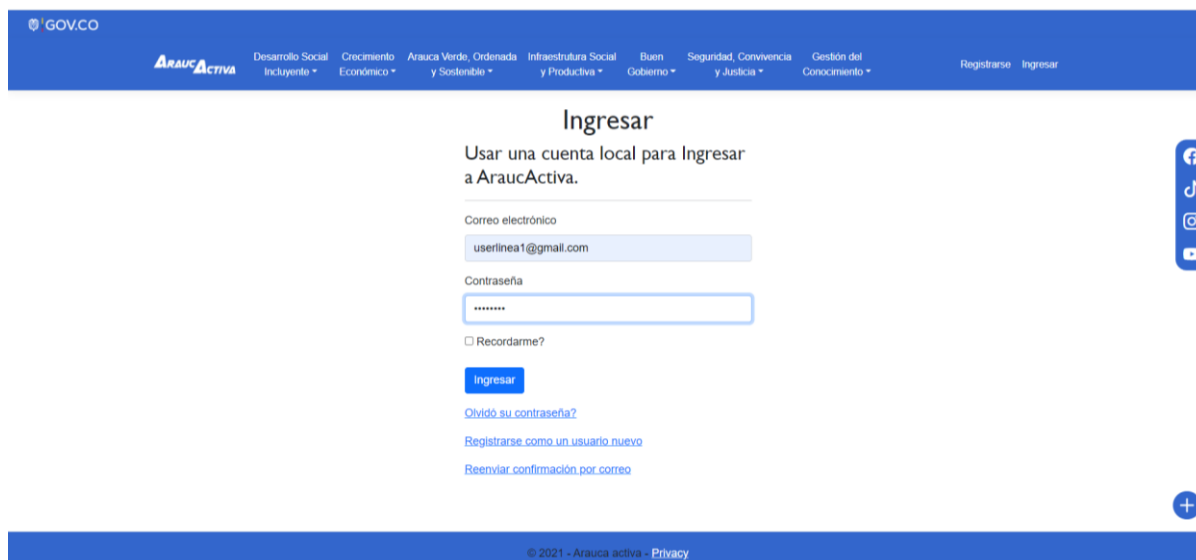 GOV.CO
ARAUCACTIVA
Desarrollo Social
Incluyente
Crecimiento
Económico
Arauca Verde, Ordenada
y Sostenible
Infraestrutura Social
y Productiva
Buen
Gobierno
Seguridad, Convivencia
y Justicia
Gestión del
Conocimiento
Registrarse Ingresar
Ingresar
Usar una cuenta local para Ingresar
a AraucActiva.
Correo electrónico
userlinea1@gmail.com
Contraseña
••••••••
Recordarme?
Ingresar
Olvidó su contraseña?
Registrarse como un usuario nuevo
Reenviar confirmación por correo
© 2021 - Arauca activa - Privacy